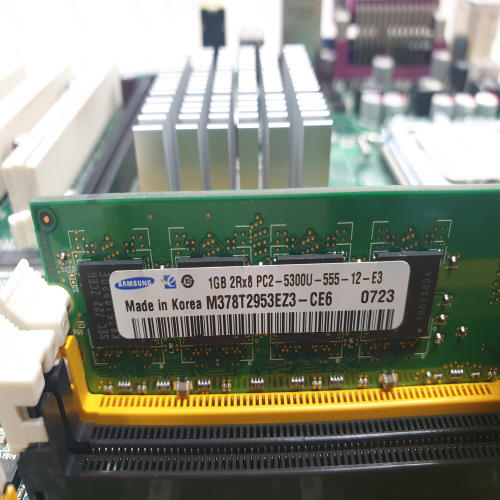 SAMSUNG 1GB 2Rx8 PC2-5300U-555-12-E3
Made in Korea M378T2953EZ3-CE6 0723